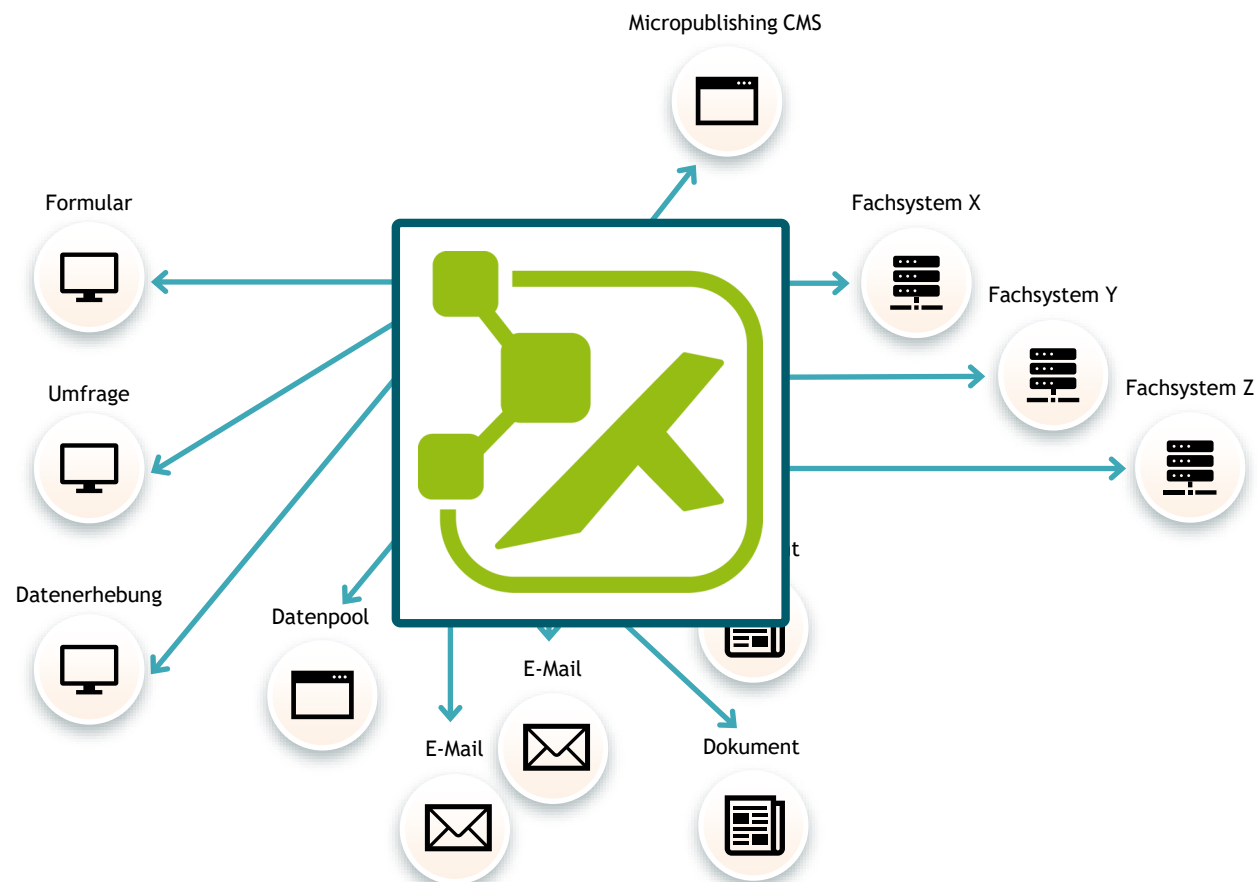 Micropublishing CMS
Formular
Fachsystem X
Fachsystem Y
Umfrage
Fachsystem Z
Datenerhebung
Datenpool
E-Mail
E-Mail
Dokument